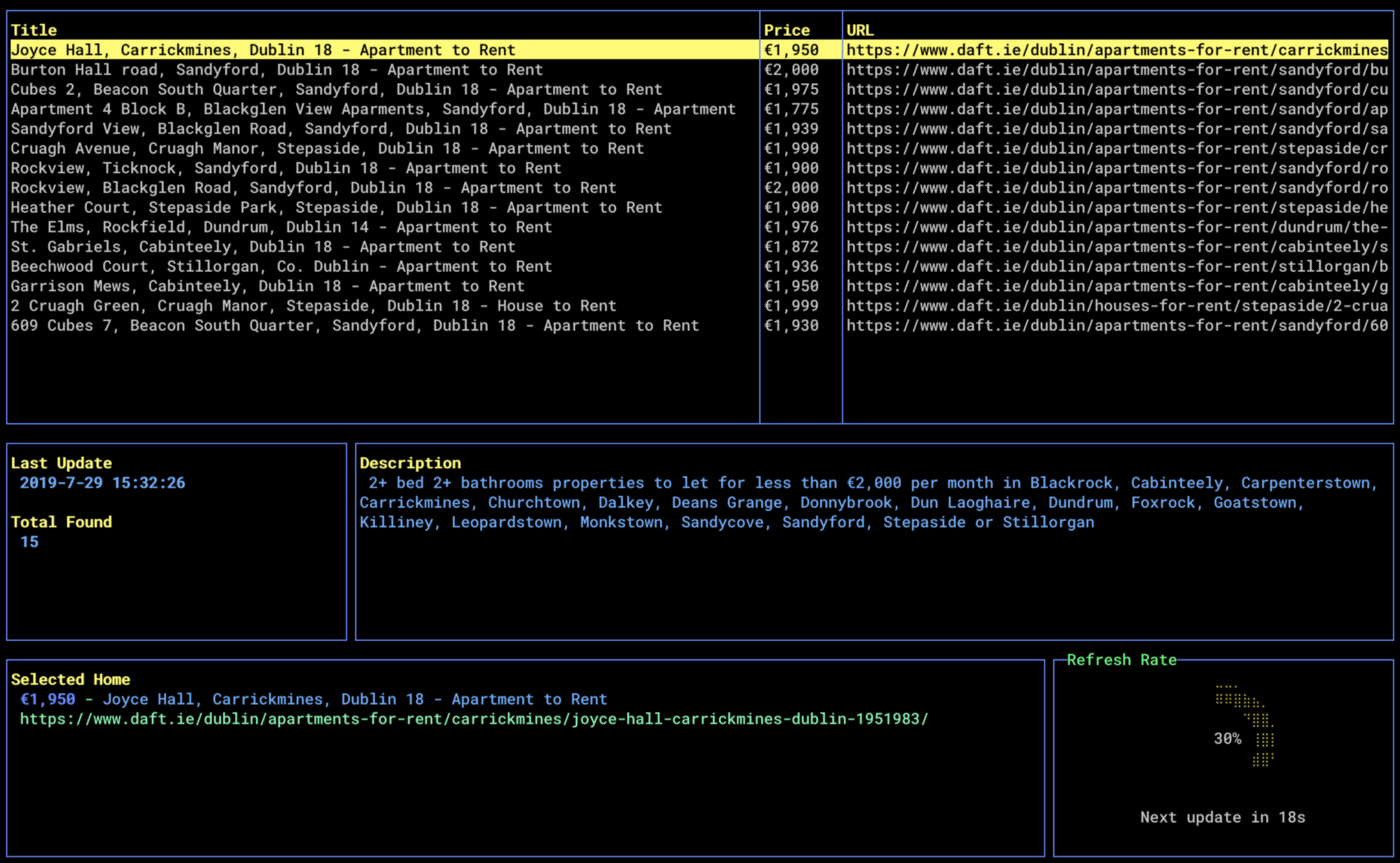 Title Price URL
Joyce Hall, Carrickmines, Dublin 18 - Apartment to Rent €1,950 https://www.daft.ie/dublin/apartments-for-rent/carrickmines
Burton Hall road, Sandyford, Dublin 18 - Apartment to Rent €2,000 https://www.daft.ie/dublin/apartments-for-rent/sandyford/bu
Cubes 2, Beacon South Quarter, Sandyford, Dublin 18 - Apartment to Rent €1,975 https://www.daft.ie/dublin/apartments-for-rent/sandyford/cu
Apartment 4 Block B, Blackglen View Aparments, Sandyford, Dublin 18 - Apartment €1,775 https://www.daft.ie/dublin/apartments-for-rent/sandyford/ap
Sandyford View, Blackglen Road, Sandyford, Dublin 18 - Apartment to Rent €1,939 https://www.daft.ie/dublin/apartments-for-rent/sandyford/sa
Cruagh Avenue, Cruagh Manor, Stepaside, Dublin 18 - Apartment to Rent €1,990 https://www.daft.ie/dublin/apartments-for-rent/stepaside/cr
Rockview, Ticknock, Sandyford, Dublin 18 - Apartment to Rent €1,900 https://www.daft.ie/dublin/apartments-for-rent/sandyford/ro
Rockview, Blackglen Road, Sandyford, Dublin 18 - Apartment to Rent €2,000 https://www.daft.ie/dublin/apartments-for-rent/sandyford/ro
Heather Court, Stepaside Park, Stepaside, Dublin 18 - Apartment to Rent €1,900 https://www.daft.ie/dublin/apartments-for-rent/stepaside/he
The Elms, Rockfield, Dundrum, Dublin 14 - Apartment to Rent €1,976 https://www.daft.ie/dublin/apartments-for-rent/dundrum/the-
St. Gabriels, Cabinteely, Dublin 18 - Apartment to Rent €1,872 https://www.daft.ie/dublin/apartments-for-rent/cabinteely/s
Beechwood Court, Stillorgan, Co. Dublin - Apartment to Rent €1,936 https://www.daft.ie/dublin/apartments-for-rent/stillorgan/b
Garrison Mews, Cabinteely, Dublin 18 - Apartment to Rent €1,950 https://www.daft.ie/dublin/apartments-for-rent/cabinteely/g
2 Cruagh Green, Cruagh Manor, Stepaside, Dublin 18 - House to Rent €1,999 https://www.daft.ie/dublin/houses-for-rent/stepaside/2-crua
609 Cubes 7, Beacon South Quarter, Sandyford, Dublin 18 - Apartment to Rent €1,930 https://www.daft.ie/dublin/apartments-for-rent/sandyford/60
Last Update
2019-7-29 15:32:26
Total Found
15
Description
2+ bed 2+ bathrooms properties to let for less than €2,000 per month in Blackrock, Cabinteely, Carpenterstown,
Carrickmines, Churchtown, Dalkey, Deans Grange, Donnybrook, Dun Laoghaire, Dundrum, Foxrock, Goatstown,
Killiney, Leopardstown, Monkstown, Sandycove, Sandyford, Stepaside or Stillorgan
Selected Home
€1,950 - Joyce Hall, Carrickmines, Dublin 18 - Apartment to Rent
https://www.daft.ie/dublin/apartments-for-rent/carrickmines/joyce-hall-carrickmines-dublin-1951983/
Refresh Rate
30%
Next update in 18s